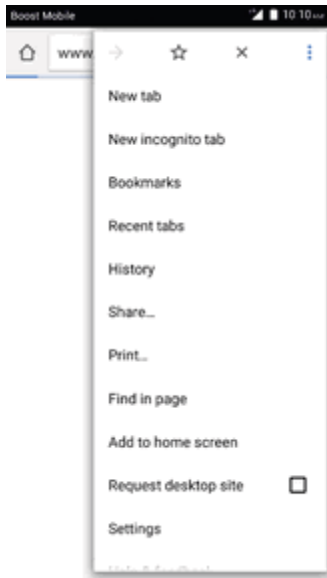 Boost Mobile 10:10 AM
www.
New tab
New incognito tab
Bookmarks
Recent tabs
History
Share...
Print...
Find in page
Add to home screen
Request desktop site
Settings